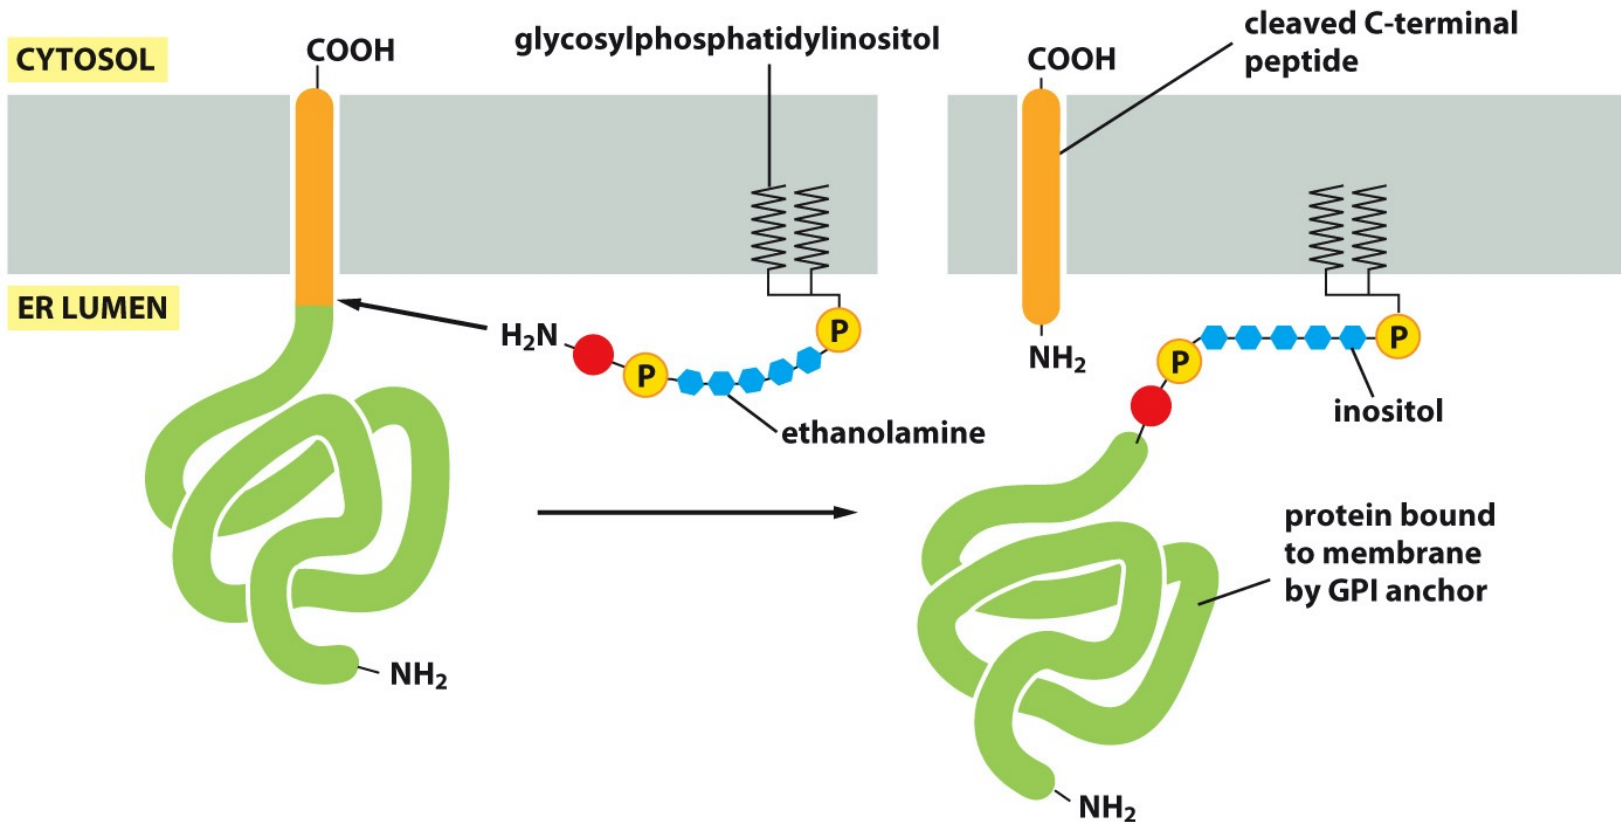 CYTOSOL
COOH
glycosylphosphatidylinositol
COOH
cleaved C-terminal
peptide
ER LUMEN
H₂N
P
P
ethanolamine
NH₂
NH₂
P
P
inositol
protein bound
to membrane
by GPI anchor
NH₂